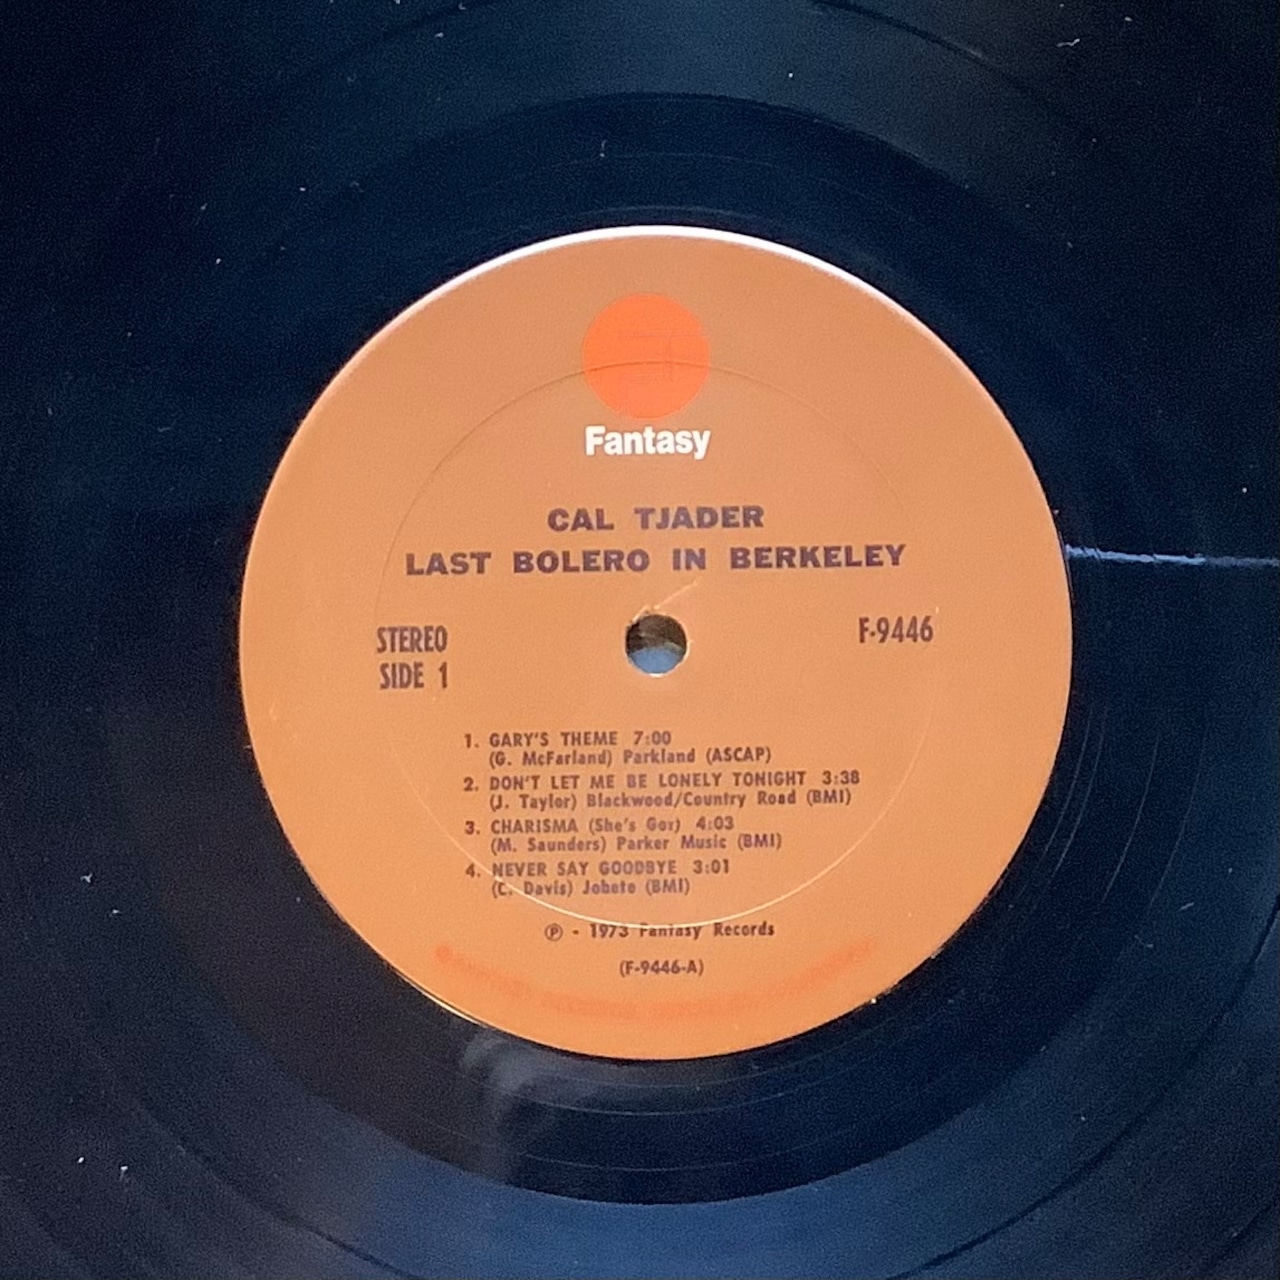 Fantasy
CAL TJADER
LAST BOLERO IN BERKELEY
STEREO
SIDE 1
F-9446
1. GARY'S THEME 7:00
(G. McFarland) Parkland (ASCAP)
2. DON'T LET ME BE LONELY TONIGHT 3:38
(J. Taylor) Blackwood/Country Road (BMI)
3. CHARISMA (She's Gor) 4:03
(M. Saunders) Parker Music (BMI)
4. NEVER SAY GOODBYE 3:01
(C. Davis) Jobete (BMI)
Ⓟ - 1973 Fantasy Records
(F-9446-A)